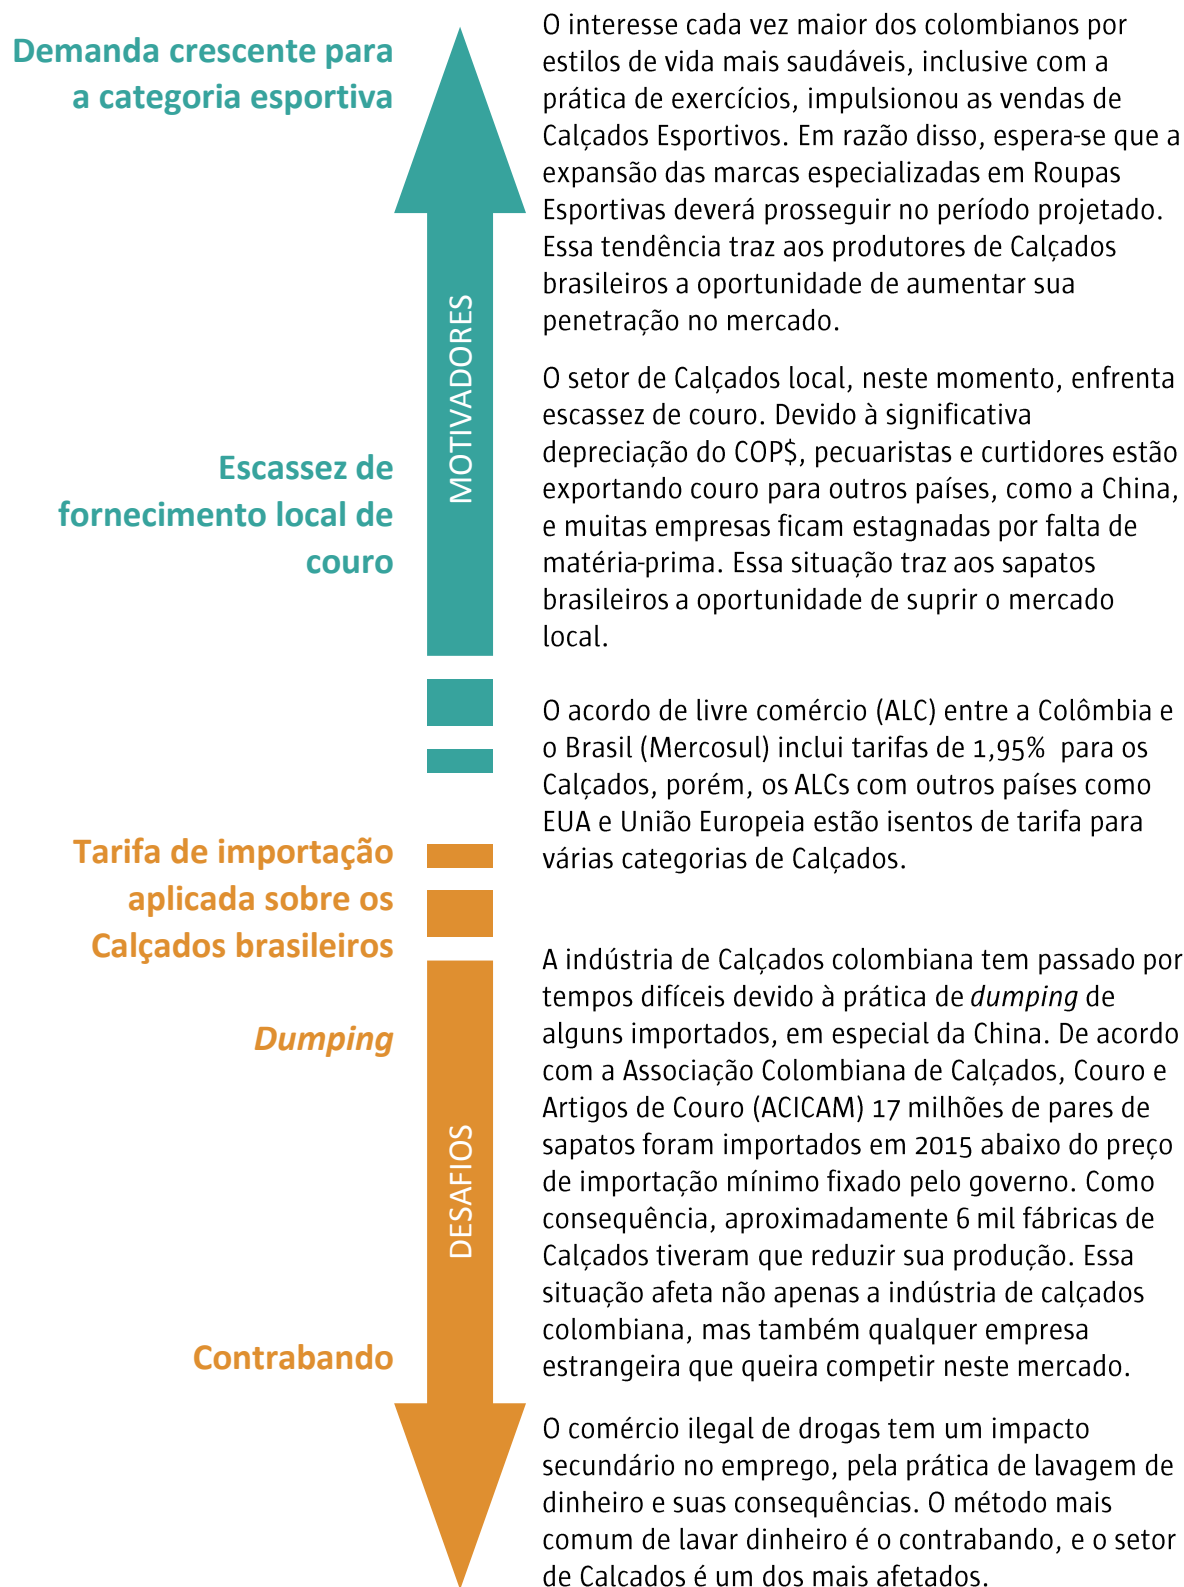 Demanda crescente para
a categoria esportiva
O interesse cada vez maior dos colombianos por
estilos de vida mais saudáveis, inclusive com a
prática de exercícios, impulsionou as vendas de
Calçados Esportivos. Em razão disso, espera-se que a
expansão das marcas especializadas em Roupas
Esportivas deverá prosseguir no período projetado.
Essa tendência traz aos produtores de Calçados
brasileiros a oportunidade de aumentar sua
penetração no mercado.
MOTIVADORES
Escassez de
fornecimento local de
couro
O setor de Calçados local, neste momento, enfrenta
escassez de couro. Devido à significativa
depreciação do COP$, pecuaristas e curtidores estão
exportando couro para outros países, como a China,
e muitas empresas ficam estagnadas por falta de
matéria-prima. Essa situação traz aos sapatos
brasileiros a oportunidade de suprir o mercado
local.
Tarifa de importação
aplicada sobre os
Calçados brasileiros
O acordo de livre comércio (ALC) entre a Colômbia e
o Brasil (Mercosul) inclui tarifas de 1,95% para os
Calçados, porém, os ALCs com outros países como
EUA e União Europeia estão isentos de tarifa para
várias categorias de Calçados.
Dumping
A indústria de Calçados colombiana tem passado por
tempos difíceis devido à prática de dumping de
alguns importados, em especial da China. De acordo
com a Associação Colombiana de Calçados, Couro e
Artigos de Couro (ACICAM) 17 milhões de pares de
sapatos foram importados em 2015 abaixo do preço
de importação mínimo fixado pelo governo. Como
consequência, aproximadamente 6 mil fábricas de
Calçados tiveram que reduzir sua produção. Essa
situação afeta não apenas a indústria de calçados
colombiana, mas também qualquer empresa
estrangeira que queira competir neste mercado.
DESAFIOS
Contrabando
O comércio ilegal de drogas tem um impacto
secundário no emprego, pela prática de lavagem de
dinheiro e suas consequências. O método mais
comum de lavar dinheiro é o contrabando, e o setor
de Calçados é um dos mais afetados.